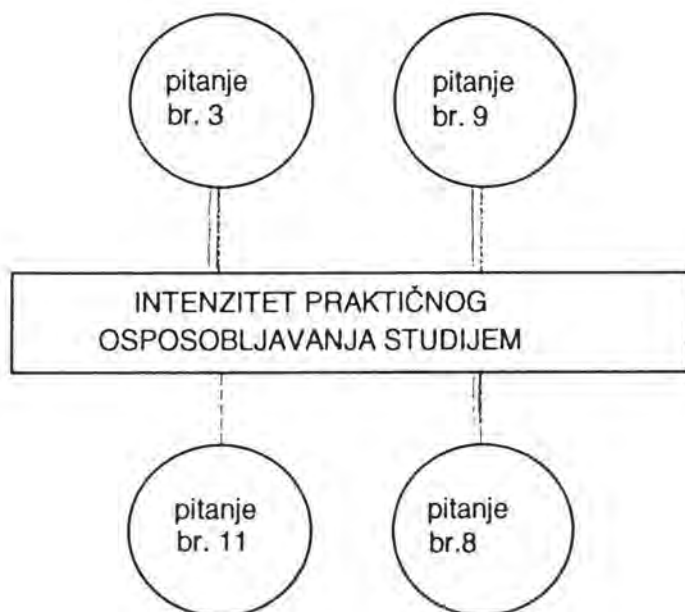 pitanje
br. 3
pitanje
br. 9
INTENZITET PRAKTIČNOG
OSPOSOBLJAVANJA STUDIJEM
pitanje
br. 11
pitanje
br.8